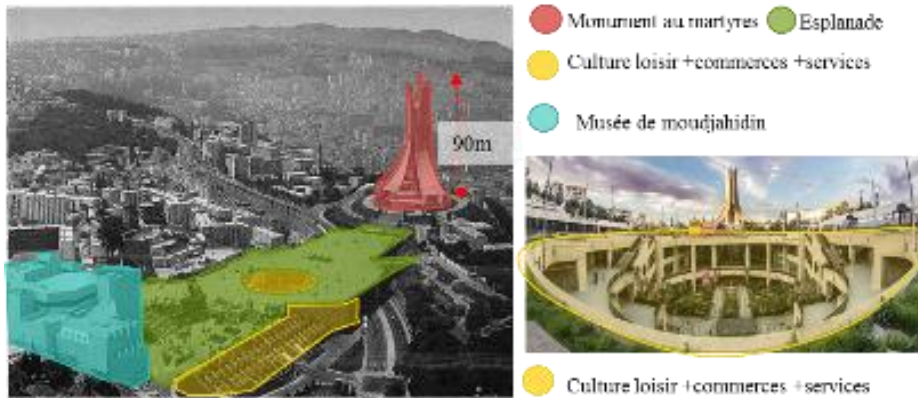 Monument au martyres
Esplanade
Culture loisir +commerces +services
90m
Musée de moudjahidin
Culture loisir +commerces +services